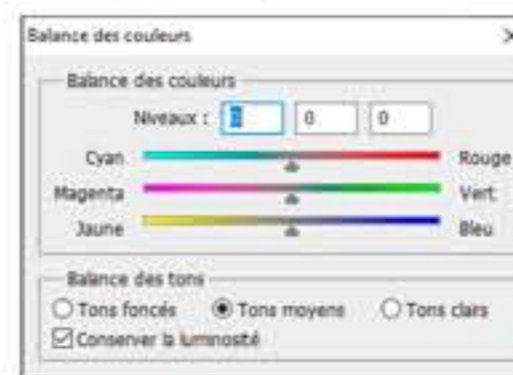 Balance des couleurs
Balance des couleurs
Niveaux : 0 0 0
Cyan Rouge
Magenta Vert
Jaune Bleu
Balance des tons
Tons foncés Tons moyens Tons clairs
Conserver la luminosité